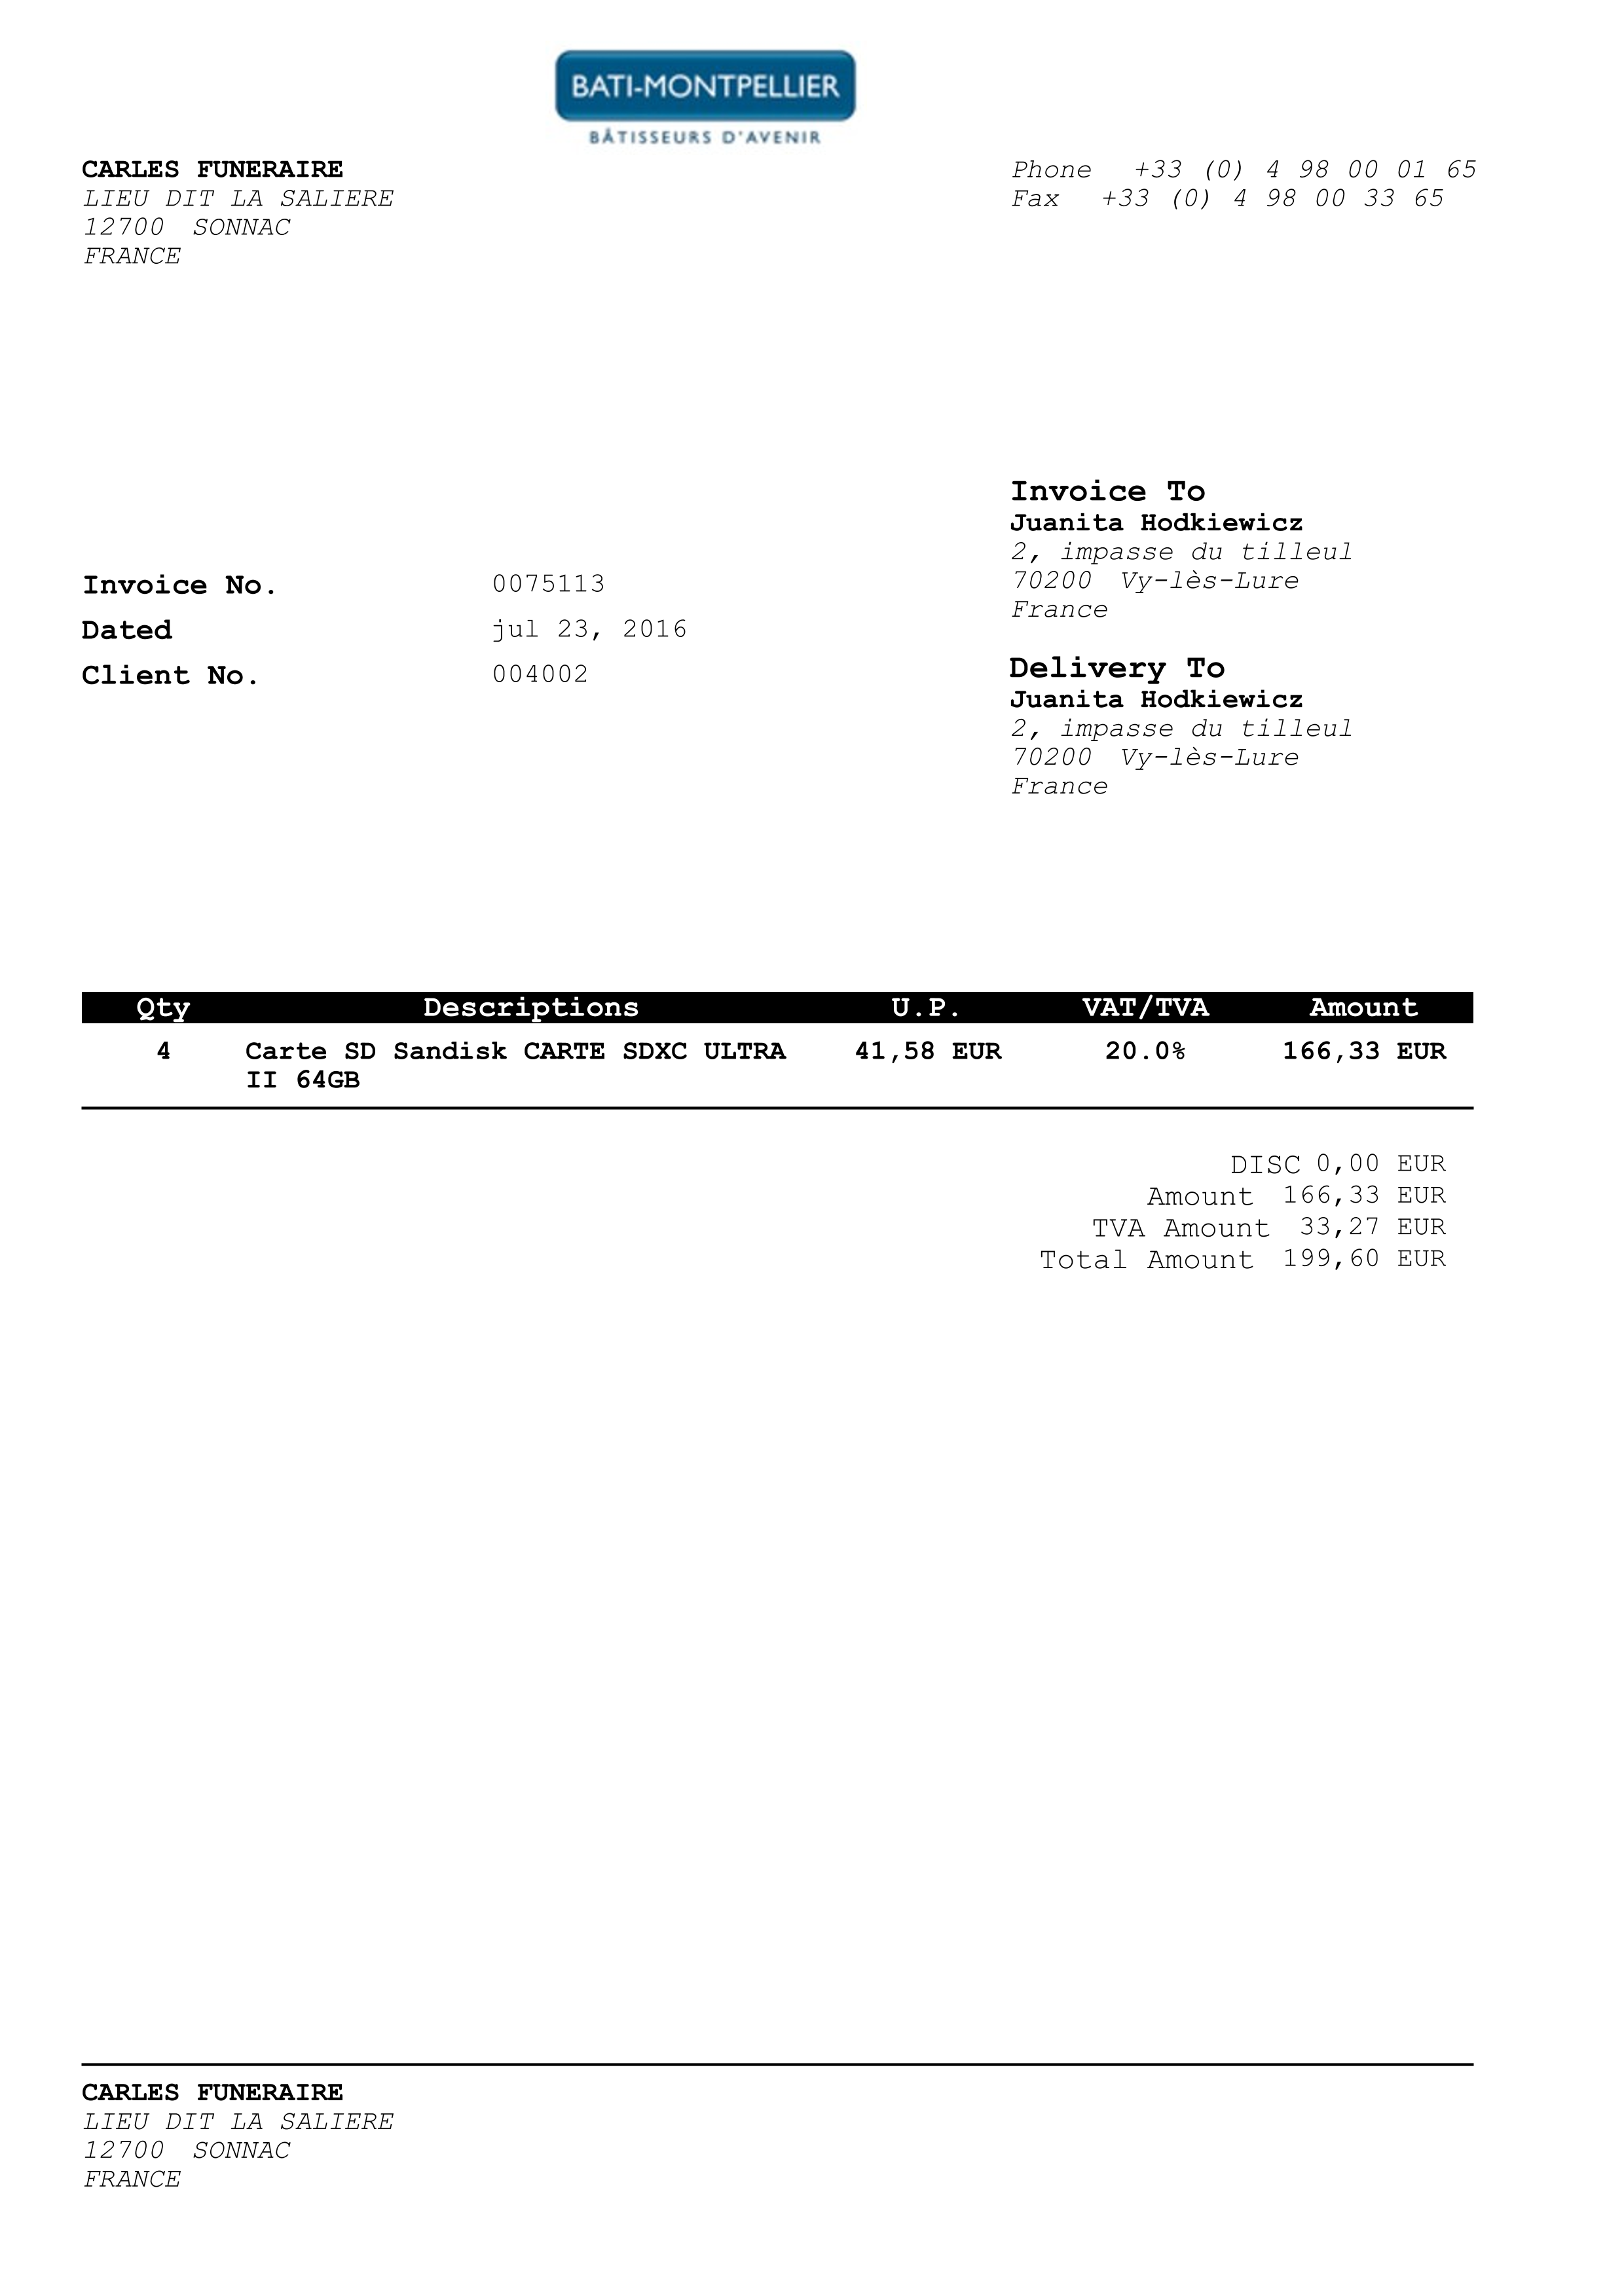 BATI-MONTPELLIER
BÂTISSEURS D'AVENIR
CARLES FUNERAIRE
LIEU DIT LA SALIERE
12700 SONNAC
FRANCE
Phone +33 (0) 4 98 00 01 65
Fax +33 (0) 4 98 00 33 65
Invoice To
Juanita Hodkiewicz
2, impasse du tilleul
70200 Vy-lès-Lure
France
Invoice No. 0075113
Dated jul 23, 2016
Client No. 004002
Delivery To
Juanita Hodkiewicz
2, impasse du tilleul
70200 Vy-lès-Lure
France
Qty Descriptions U.P. VAT/TVA Amount
4 Carte SD Sandisk CARTE SDXC ULTRA 41,58 EUR 20.0% 166,33 EUR
II 64GB
DISC 0,00 EUR
Amount 166,33 EUR
TVA Amount 33,27 EUR
Total Amount 199,60 EUR
CARLES FUNERAIRE
LIEU DIT LA SALIERE
12700 SONNAC
FRANCE